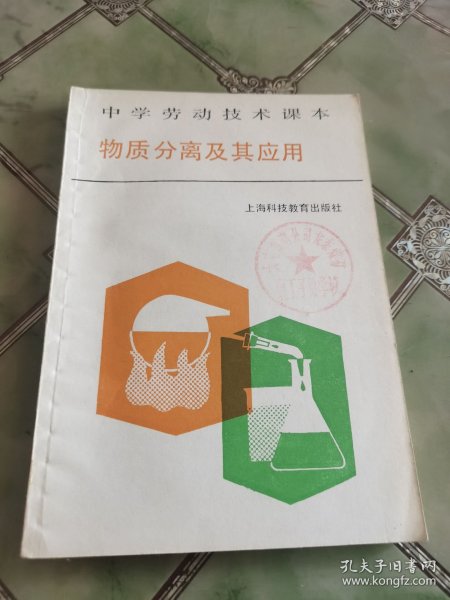 中学劳动技术课本
物质分离及其应用
上海科技教育出版社
孔夫子旧书网
www.kongfz.com